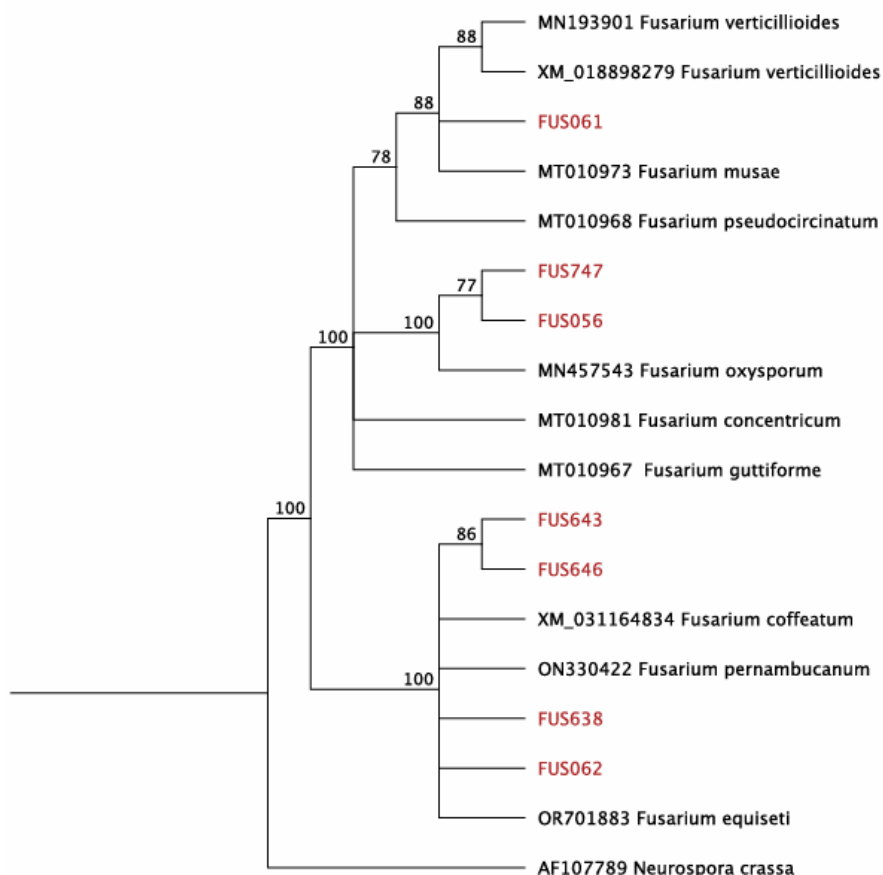 MN193901 Fusarium verticillioides
88
XM_018898279 Fusarium verticillioides
88
FUS061
78
MT010973 Fusarium musae
MT010968 Fusarium pseudocircinatum
FUS747
77
FUS056
100
100
MN457543 Fusarium oxysporum
MT010981 Fusarium concentricum
MT010967 Fusarium guttiforme
100
FUS643
86
FUS646
XM_031164834 Fusarium coffeatum
ON330422 Fusarium pernambucanum
100
FUS638
FUS062
OR701883 Fusarium equiseti
AF107789 Neurospora crassa